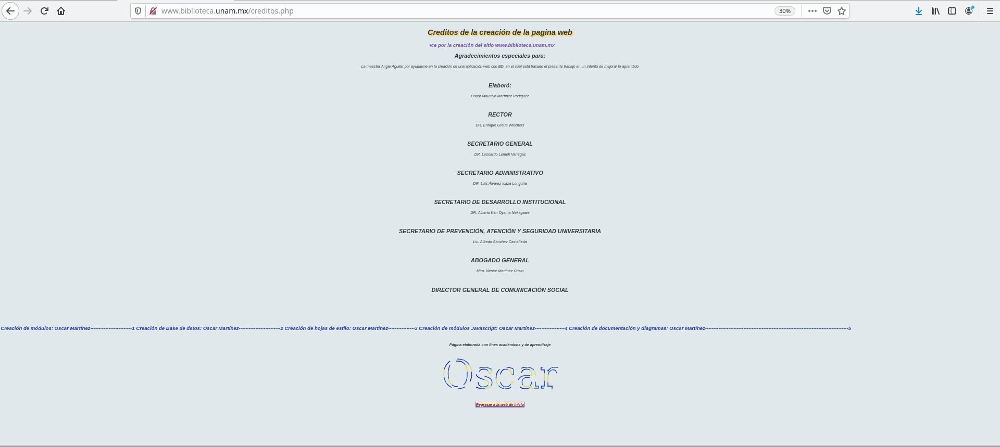 www.biblioteca.unam.mx/creditos.php 30%
Creditos de la creación de la pagina web
ece por la creación del sitio www.biblioteca.unam.mx
Agradecimientos especiales para:
La maestra Angie Aguilar por ayudarme en la creación de una aplicación web con BD, en el cual está basado el presente trabajo en un intento de mejorar lo aprendido
Elaboró:
Oscar Mauricio Mártinez Rodiguez
RECTOR
DR. Enrique Graue Wiechers
SECRETARIO GENERAL
DR. Leonardo Lomelí Vanegas
SECRETARIO ADMINISTRATIVO
DR. Luis Álvarez Icaza Longoria
SECRETARIO DE DESARROLLO INSTITUCIONAL
DR. Alberto Ken Oyama Nakagawa
SECRETARIO DE PREVENCIÓN, ATENCIÓN Y SEGURIDAD UNIVERSITARIA
Lic. Alfredo Sánchez Castañeda
ABOGADO GENERAL
Mtro. Néstor Martínez Cristo
DIRECTOR GENERAL DE COMUNICACIÓN SOCIAL
Creación de módulos: Oscar Martínez-------------------------1 Creación de Base de datos: Oscar Martínez-------------------------2 Creación de hojas de estilo: Oscar Martínez----------------3 Creación de módulos Javascript: Oscar Martínez------------------4 Creación de documentación y diagramas: Oscar Martínez--------------------------------------------------------------------------------------5
Página elaborada con fines académicos y de aprendizaje
Oscar
Regresar a la web de inicio